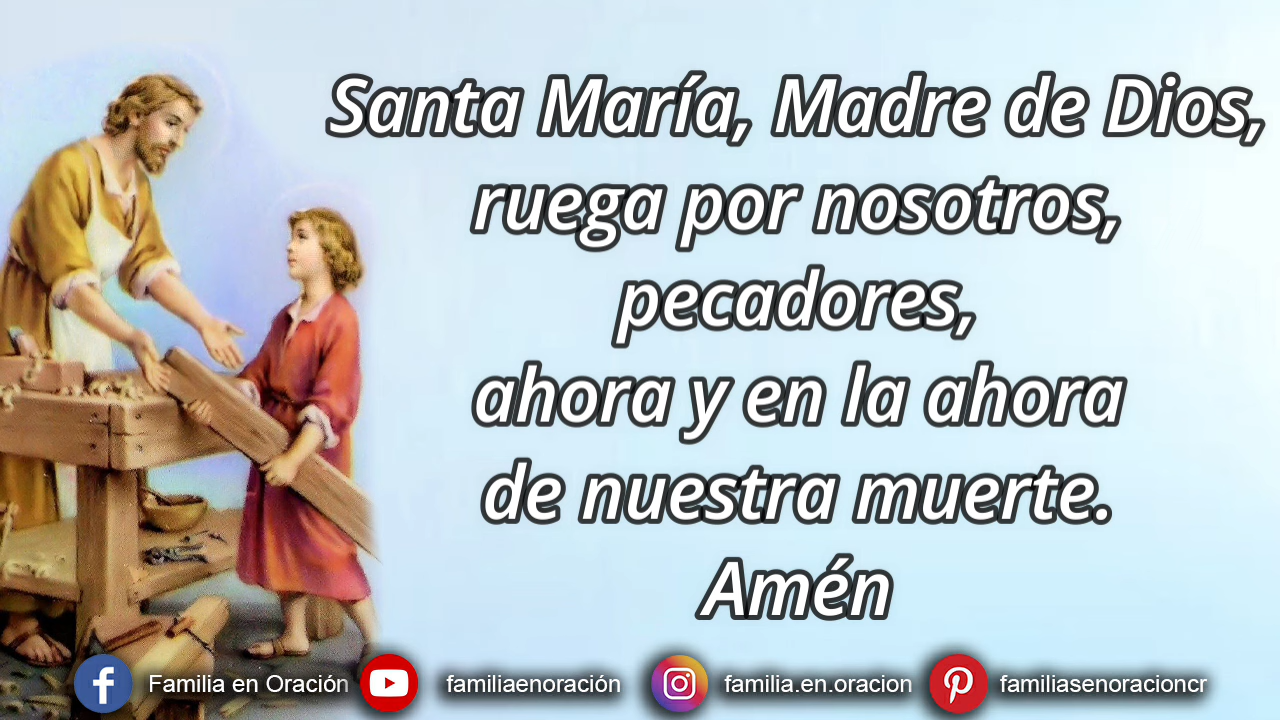 Santa María, Madre de Dios,
ruega por nosotros,
pecadores,
ahora y en la ahora
de nuestra muerte.
Amén
Familia en Oración
familiaenoración
familia.en.oracion
familiasenoracioncr